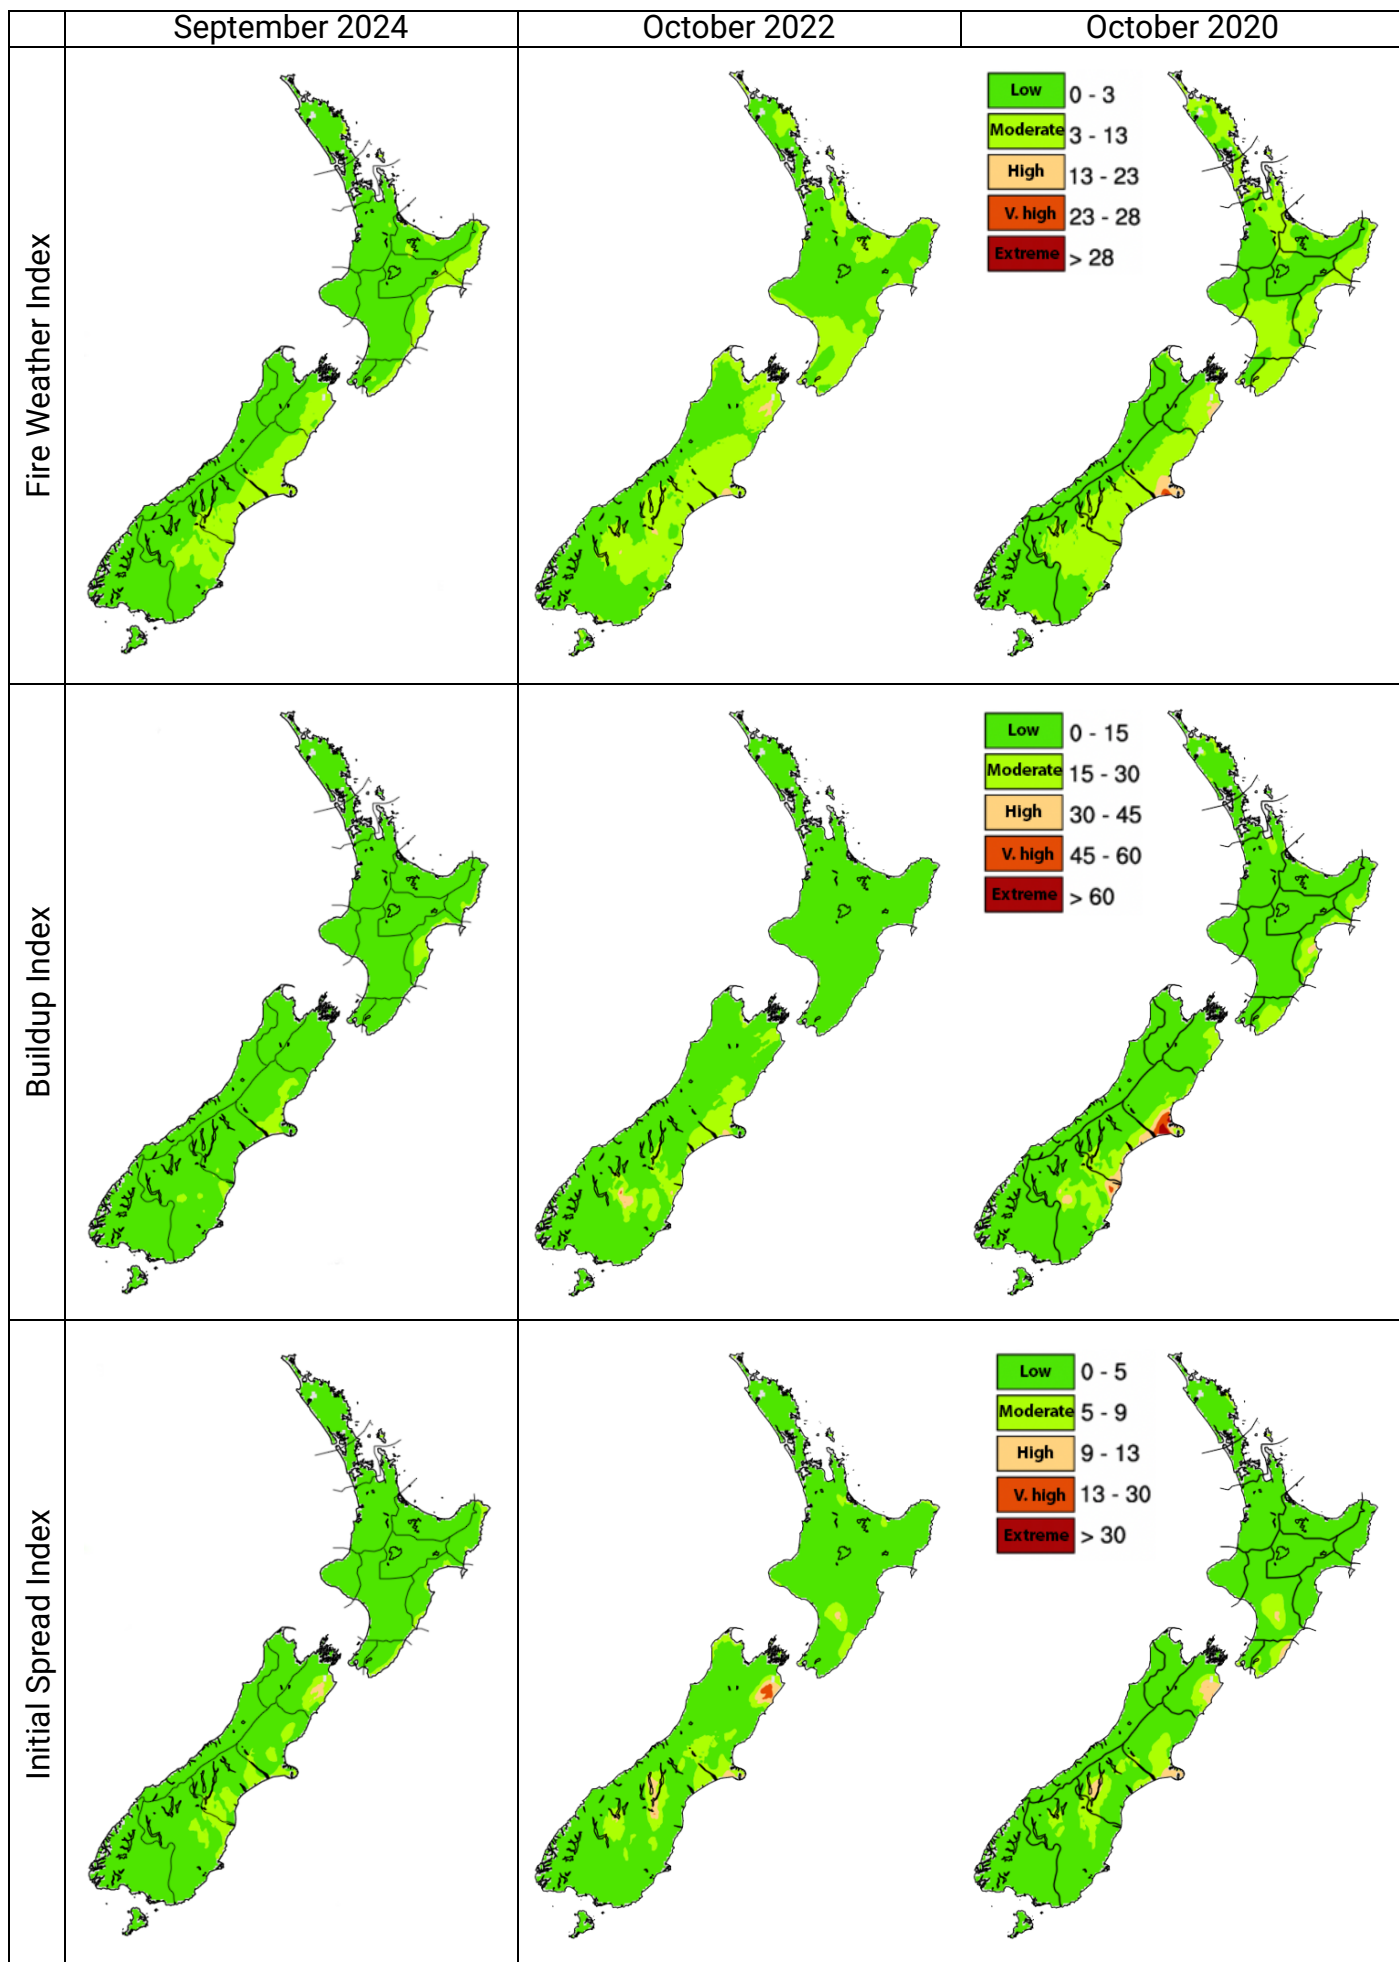 September 2024
October 2022
October 2020
Fire Weather Index
Low 0 - 3
Moderate 3 - 13
High 13 - 23
V. high 23 - 28
Extreme > 28
Buildup Index
Low 0 - 15
Moderate 15 - 30
High 30 - 45
V. high 45 - 60
Extreme > 60
Initial Spread Index
Low 0 - 5
Moderate 5 - 9
High 9 - 13
V. high 13 - 30
Extreme > 30